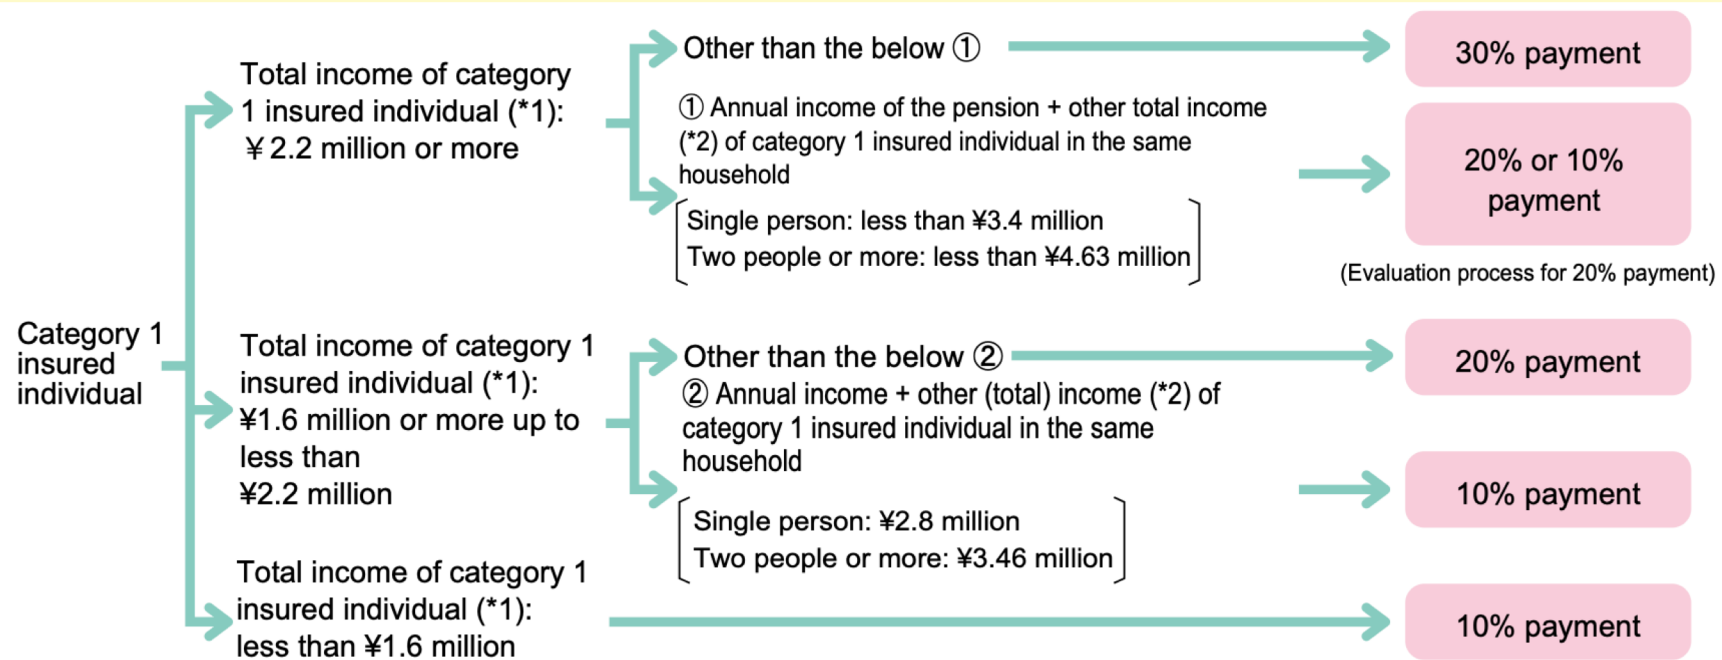 Category 1
insured
individual
Total income of category
1 insured individual (*1):
¥ 2.2 million or more
Other than the below ①
30% payment
① Annual income of the pension + other total income
(*2) of category 1 insured individual in the same
household
Single person: less than ¥3.4 million
Two people or more: less than ¥4.63 million
20% or 10%
payment
(Evaluation process for 20% payment)
Total income of category 1
insured individual (*1):
¥1.6 million or more up to
less than
¥2.2 million
Other than the below ②
20% payment
② Annual income + other (total) income (*2) of
category 1 insured individual in the same
household
Single person: ¥2.8 million
Two people or more: ¥3.46 million
10% payment
Total income of category 1
insured individual (*1):
less than ¥1.6 million
10% payment